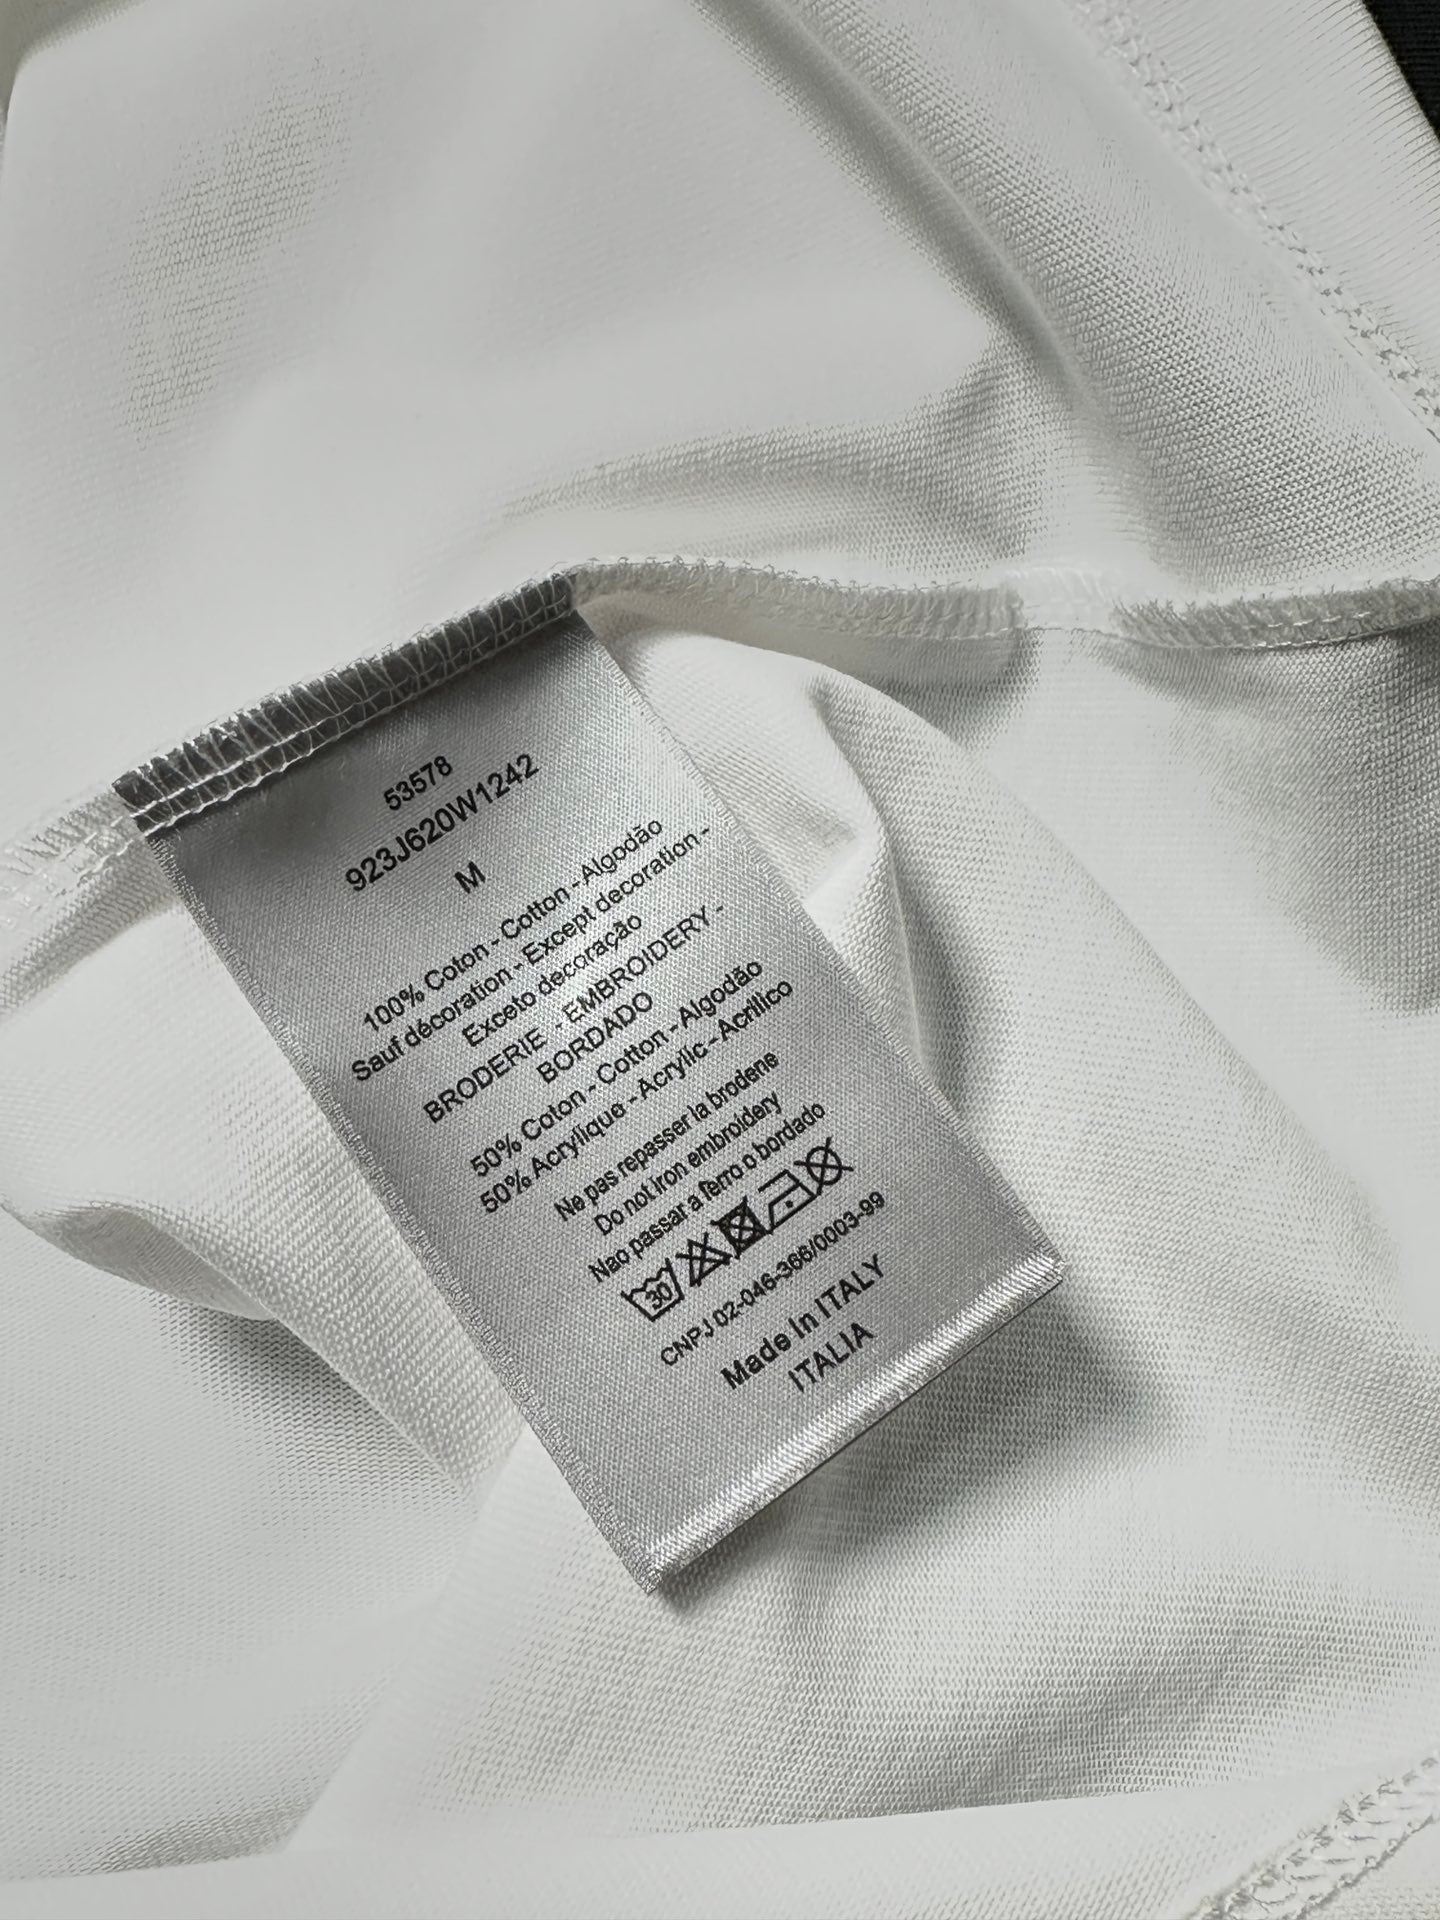 53578
923J620W1242
M
100% Coton - Cotton - Algodão
Sauf décoration - Except decoration -
Exceto decoração
BRODERIE - EMBROIDERY -
BORDADO
50% Coton - Cotton - Algodão
50% Acrylique - Acrylic - Acrílico
Ne pas repasser la brodene
Do not iron embroidery
Nao passar a ferro o bordado
30
CNPJ 02-046-366/0003-99
Made In ITALY
ITALIA